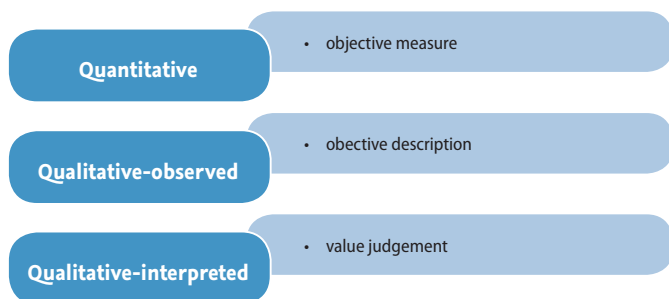 Quantitative
• objective measure
Qualitative-observed
• obective description
Qualitative-interpreted
• value judgement